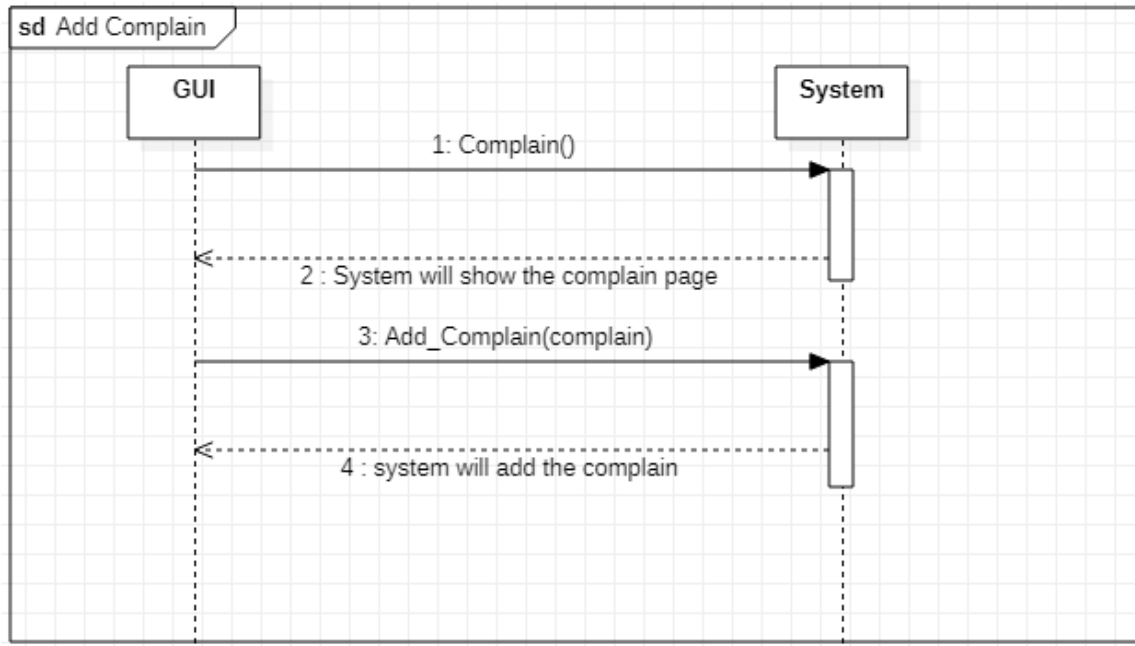 sd Add Complain
GUI
System
1: Complain()
2 : System will show the complain page
3: Add_Complain(complain)
4 : system will add the complain